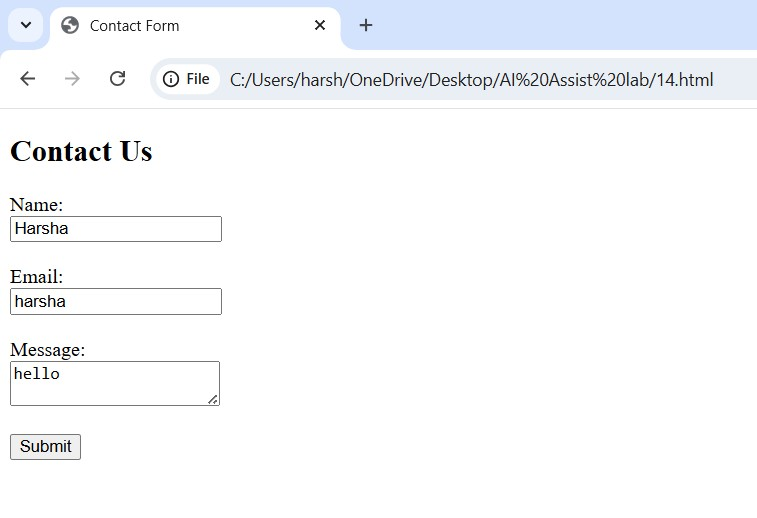 Contact Form
File C:/Users/harsh/OneDrive/Desktop/AI%20Assist%20lab/14.html
Contact Us
Name:
Harsha
Email:
harsha
Message:
hello
Submit